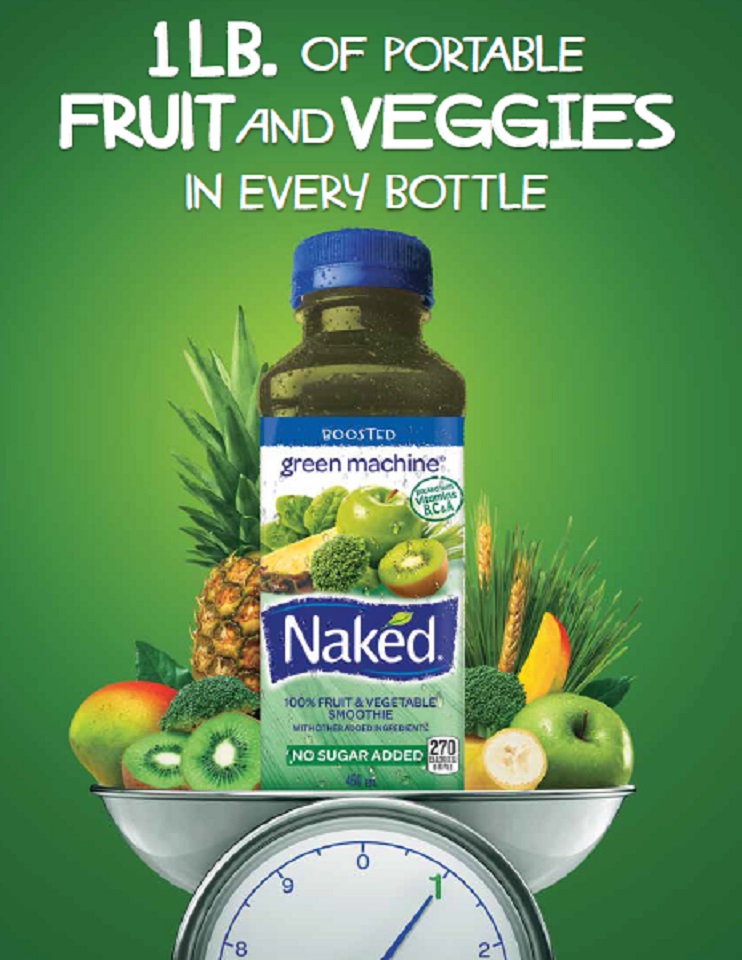 1 LB. OF PORTABLE
FRUIT AND VEGGIES
IN EVERY BOTTLE
BOOSTED
green machine®
vitamins
B,C&A
Naked.
100% FRUIT & VEGETABLE
SMOOTHIE
WITH OTHER ADDED INGREDIENTS
NO SUGAR ADDED
270
0
9
1
8
2